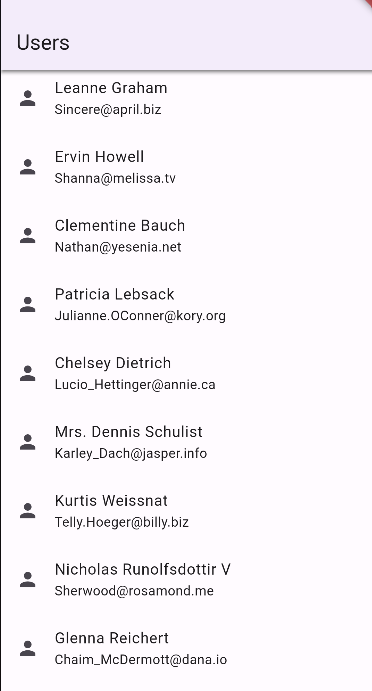 Users
Leanne Graham
Sincere@april.biz
Ervin Howell
Shanna@melissa.tv
Clementine Bauch
Nathan@yesenia.net
Patricia Lebsack
Julianne.OConner@kory.org
Chelsey Dietrich
Lucio_Hettinger@annie.ca
Mrs. Dennis Schulist
Karley_Dach@jasper.info
Kurtis Weissnat
Telly.Hoeger@billy.biz
Nicholas Runolfsdottir V
Sherwood@rosamond.me
Glenna Reichert
Chaim_McDermott@dana.io